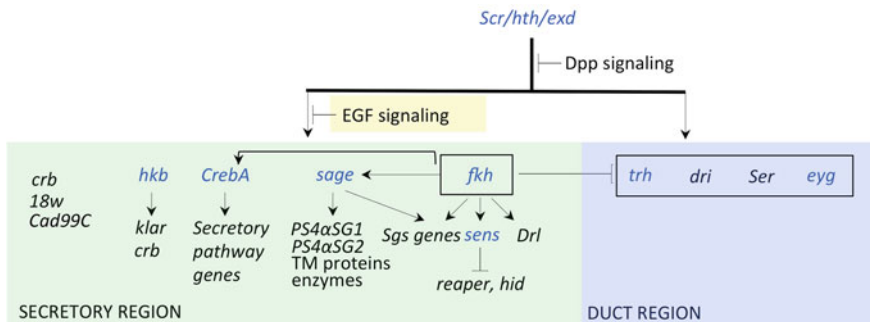 Scr/hth/exd
Dpp signaling
EGF signaling
crb
18w
Cad99C
hkb
CrebA
sage
fkh
trh
dri
Ser
eyg
klar
crb
Secretory
pathway
genes
PS4αSG1
PS4αSG2
TM proteins
enzymes
Sgs genes
sens
Drl
reaper, hid
SECRETORY REGION
DUCT REGION